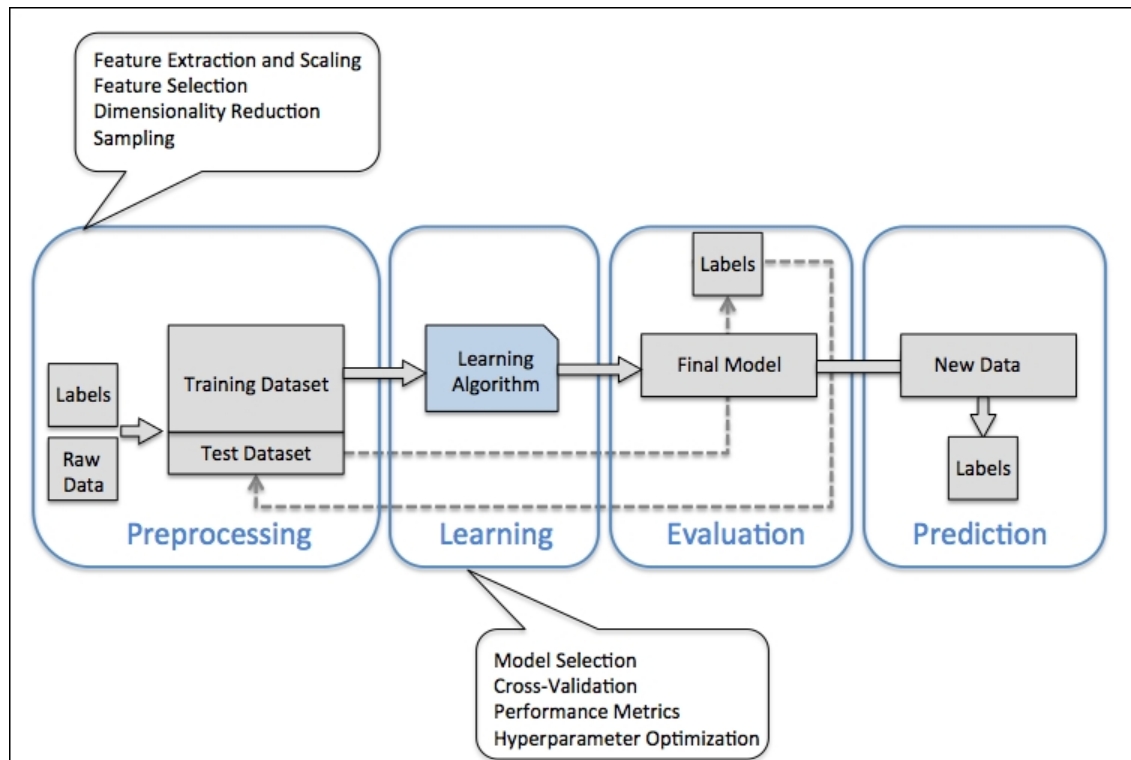 Feature Extraction and Scaling
Feature Selection
Dimensionality Reduction
Sampling
Labels
Raw
Data
Training Dataset
Test Dataset
Preprocessing
Learning
Algorithm
Learning
Labels
Final Model
Evaluation
New Data
Labels
Prediction
Model Selection
Cross-Validation
Performance Metrics
Hyperparameter Optimization